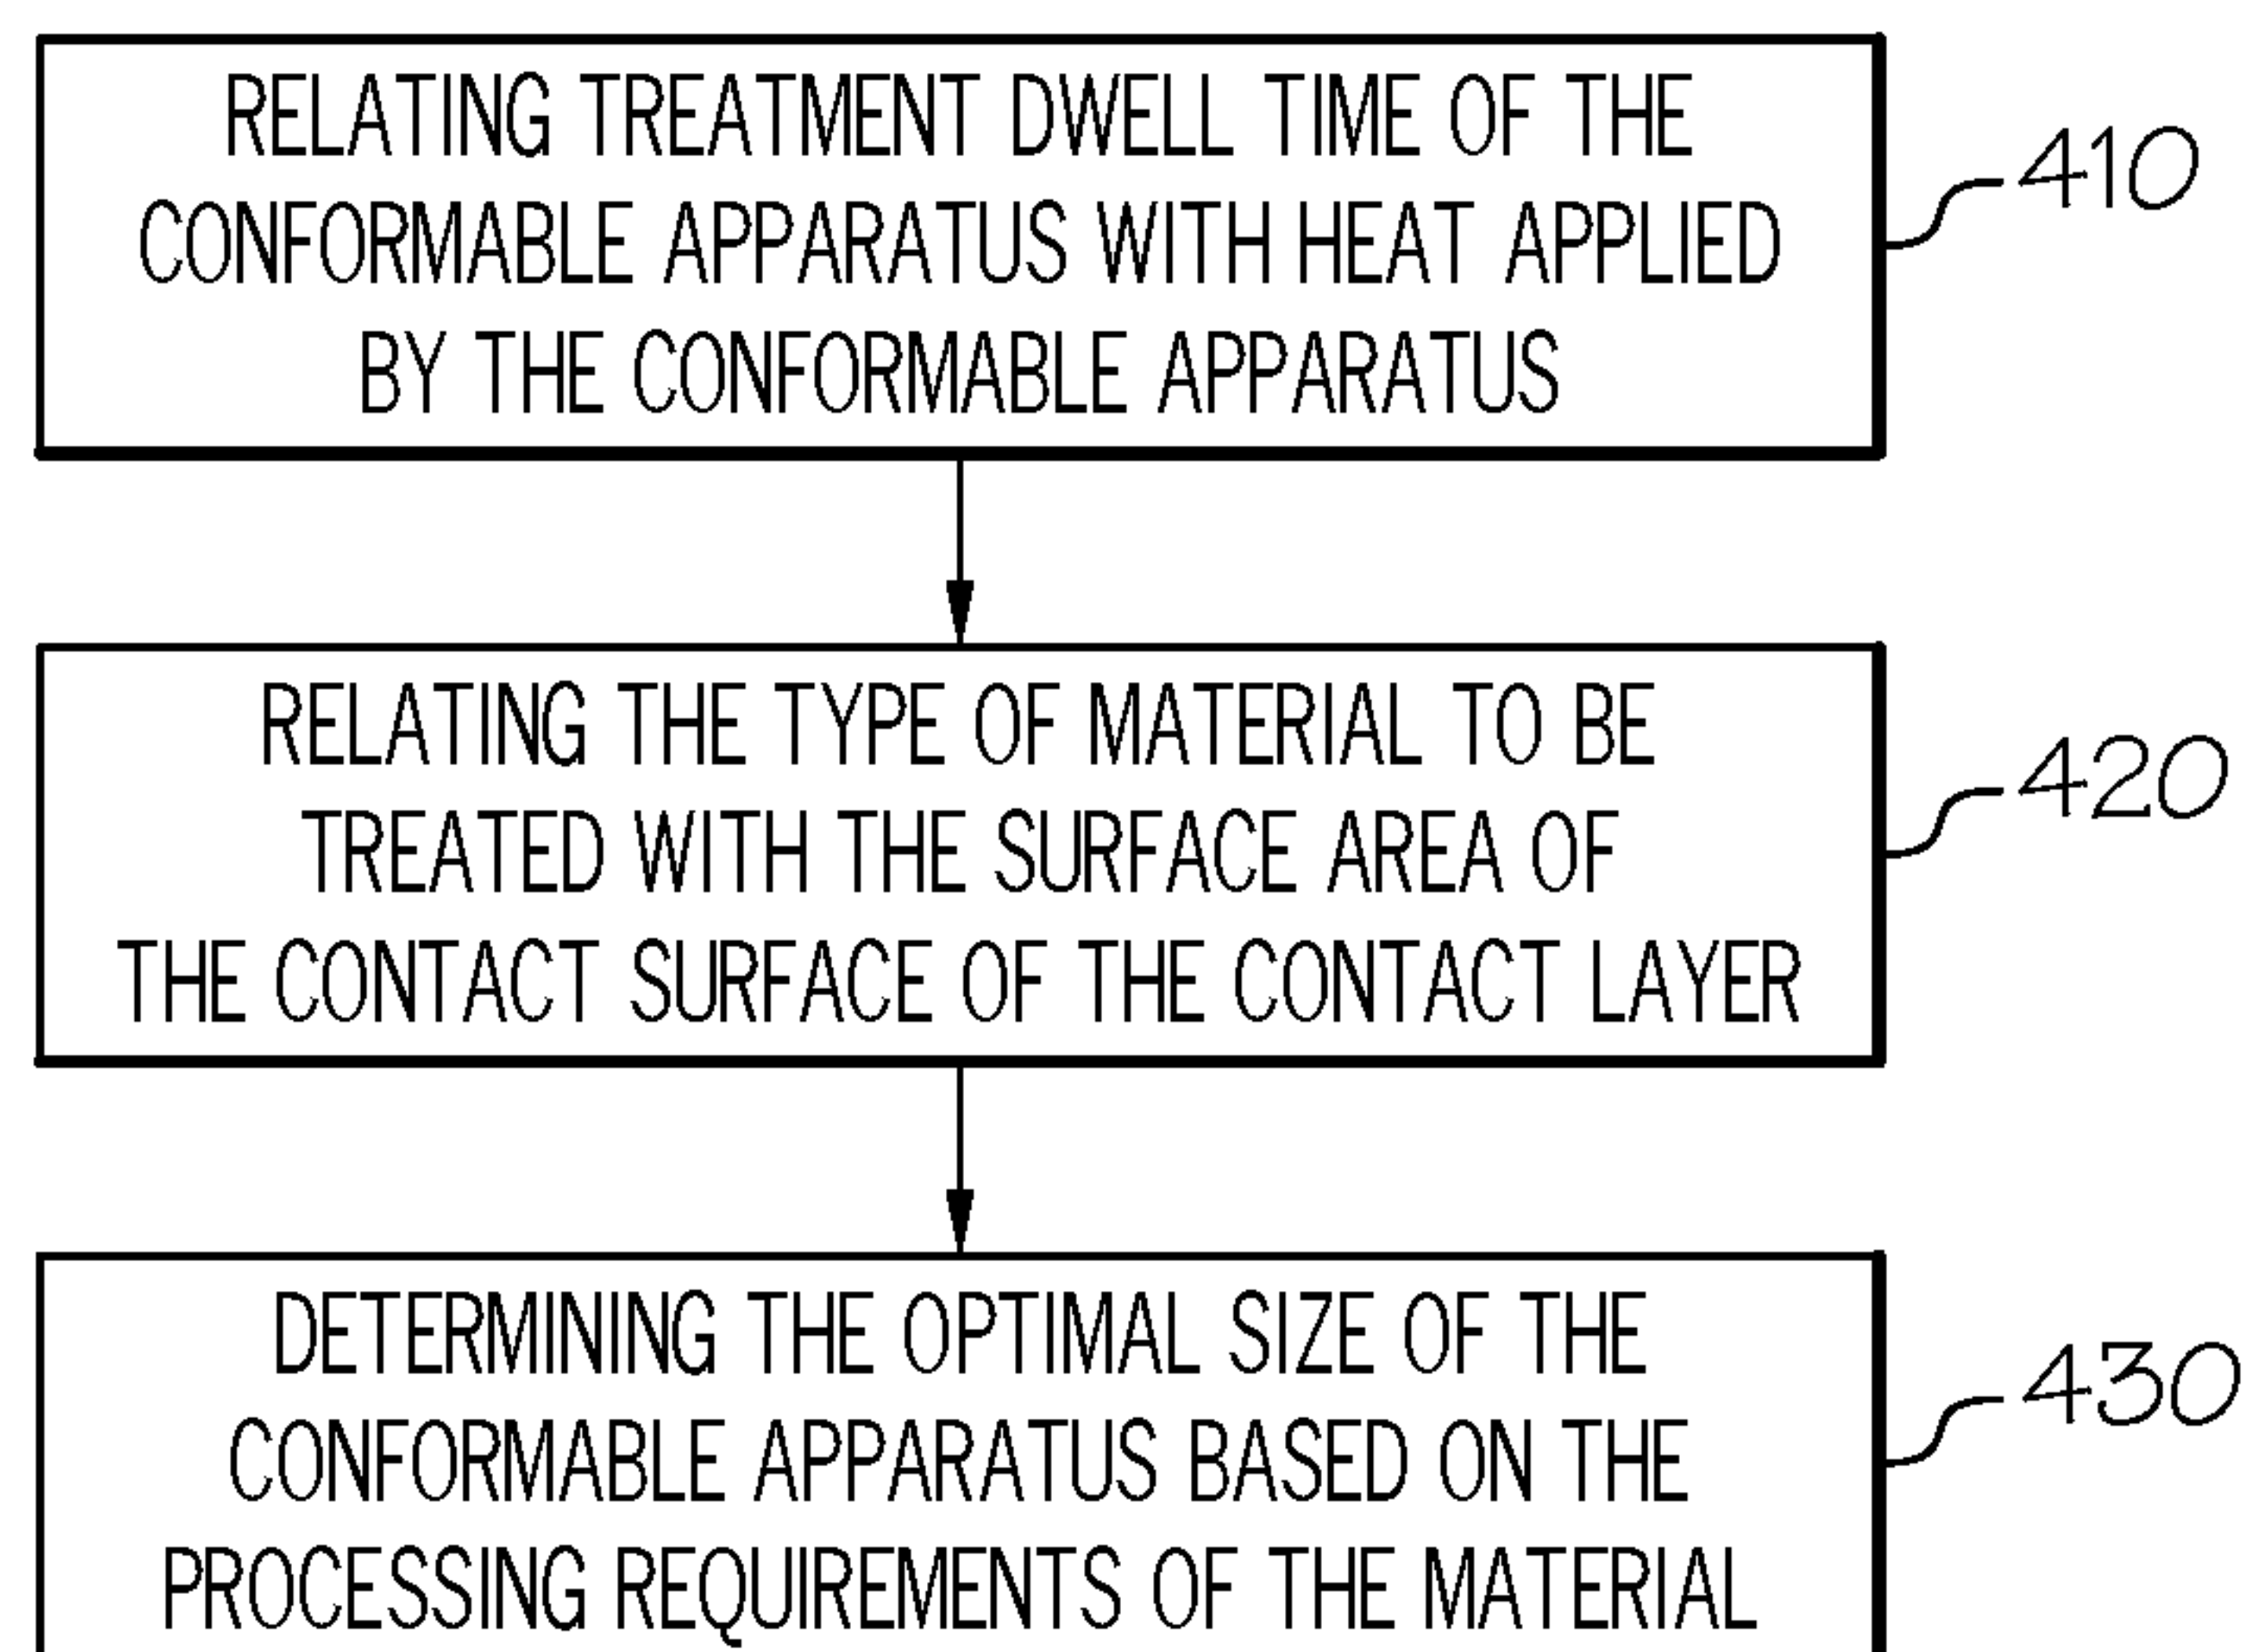 RELATING TREATMENT DWELL TIME OF THE
CONFORMABLE APPARATUS WITH HEAT APPLIED
BY THE CONFORMABLE APPARATUS
410
RELATING THE TYPE OF MATERIAL TO BE
TREATED WITH THE SURFACE AREA OF
THE CONTACT SURFACE OF THE CONTACT LAYER
420
DETERMINING THE OPTIMAL SIZE OF THE
CONFORMABLE APPARATUS BASED ON THE
PROCESSING REQUIREMENTS OF THE MATERIAL
430